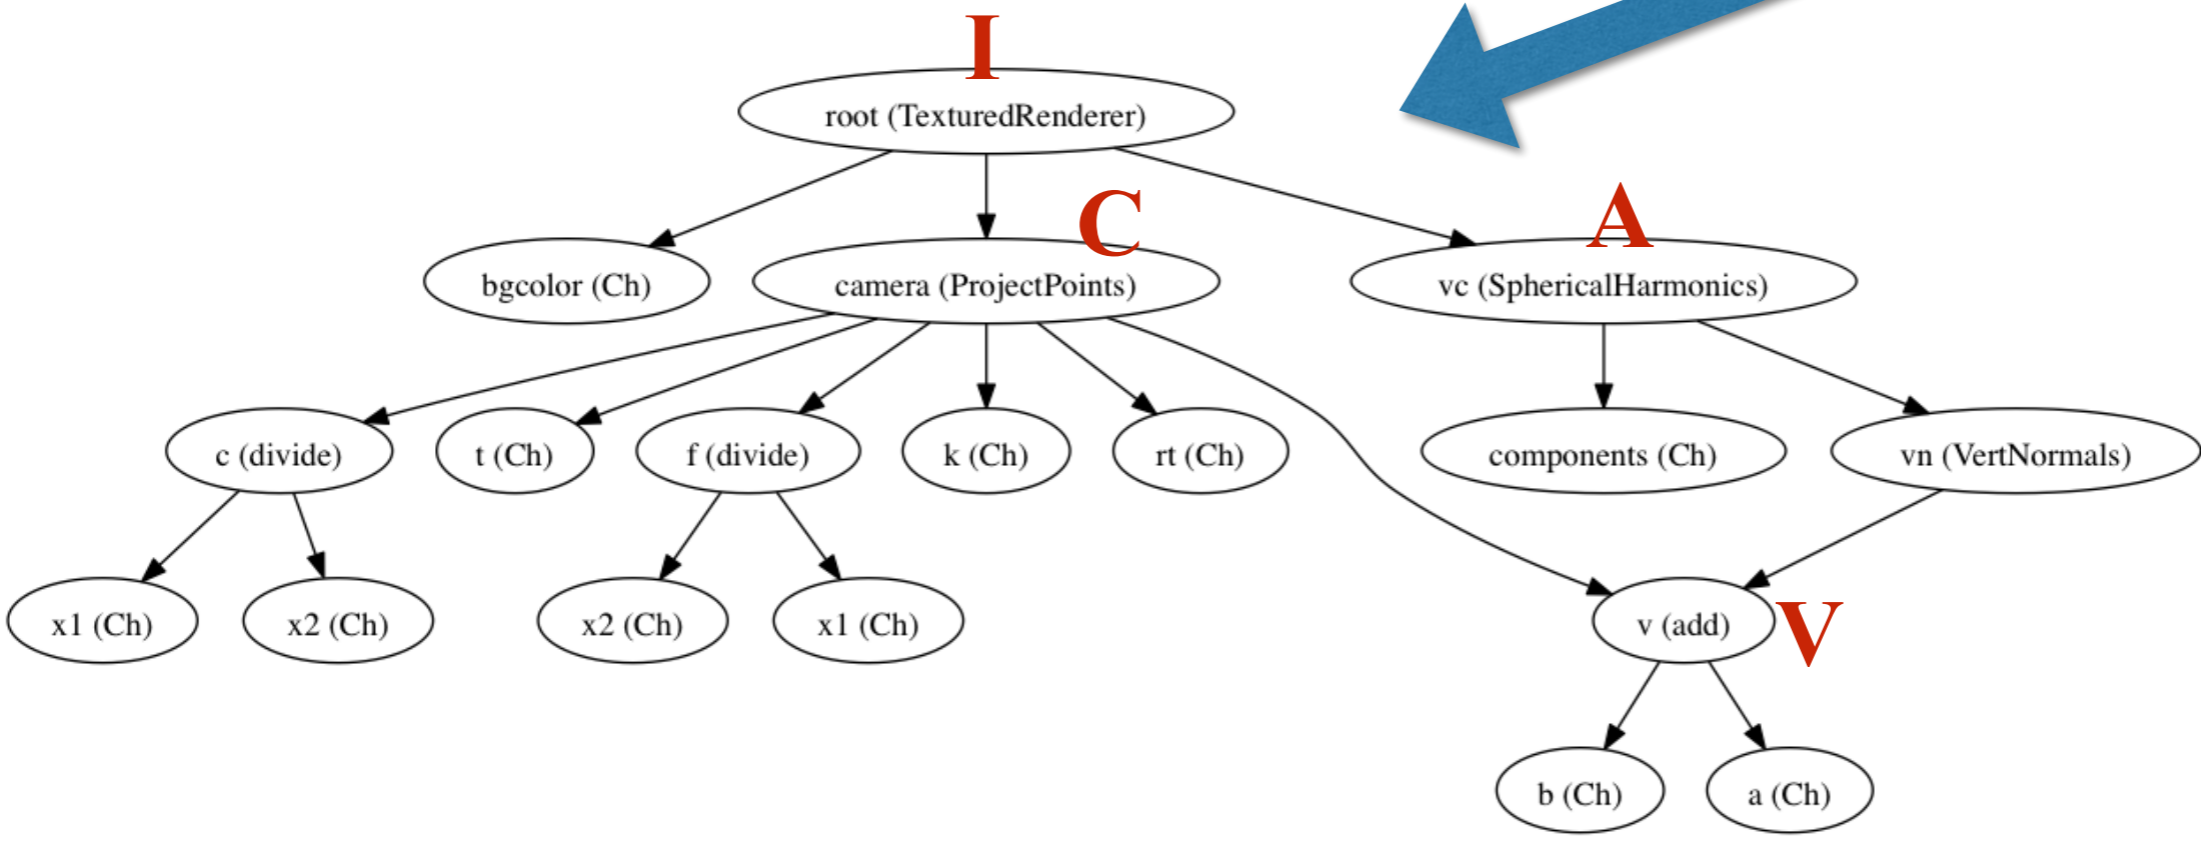 I
root (TexturedRenderer)
C
A
bgcolor (Ch)
camera (ProjectPoints)
vc (SphericalHarmonics)
c (divide)
t (Ch)
f (divide)
k (Ch)
rt (Ch)
components (Ch)
vn (VertNormals)
x1 (Ch)
x2 (Ch)
x2 (Ch)
x1 (Ch)
v (add)
V
b (Ch)
a (Ch)